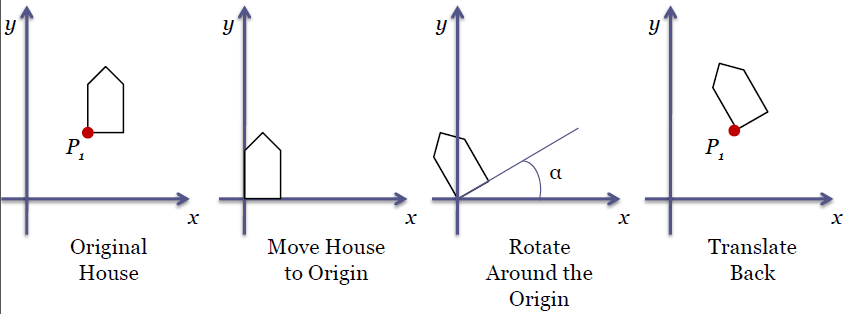 y
y
y
y
P₁
α
P₁
x
x
x
x
Original
House
Move House
to Origin
Rotate
Around the
Origin
Translate
Back